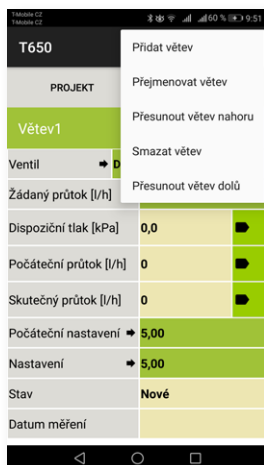 T-Mobile CZ
T-Mobile CZ
60 % 9:51
T650
Přidat větev
Přejmenovat větev
Přesunout větev nahoru
Smazat větev
Přesunout větev dolů
PROJEKT
Větev1
Ventil D
Žádaný průtok [l/h]
Dispoziční tlak [kPa] 0,0
Počáteční průtok [l/h] 0
Skutečný průtok [l/h] 0
Počáteční nastavení 5,00
Nastavení 5,00
Stav Nové
Datum měření